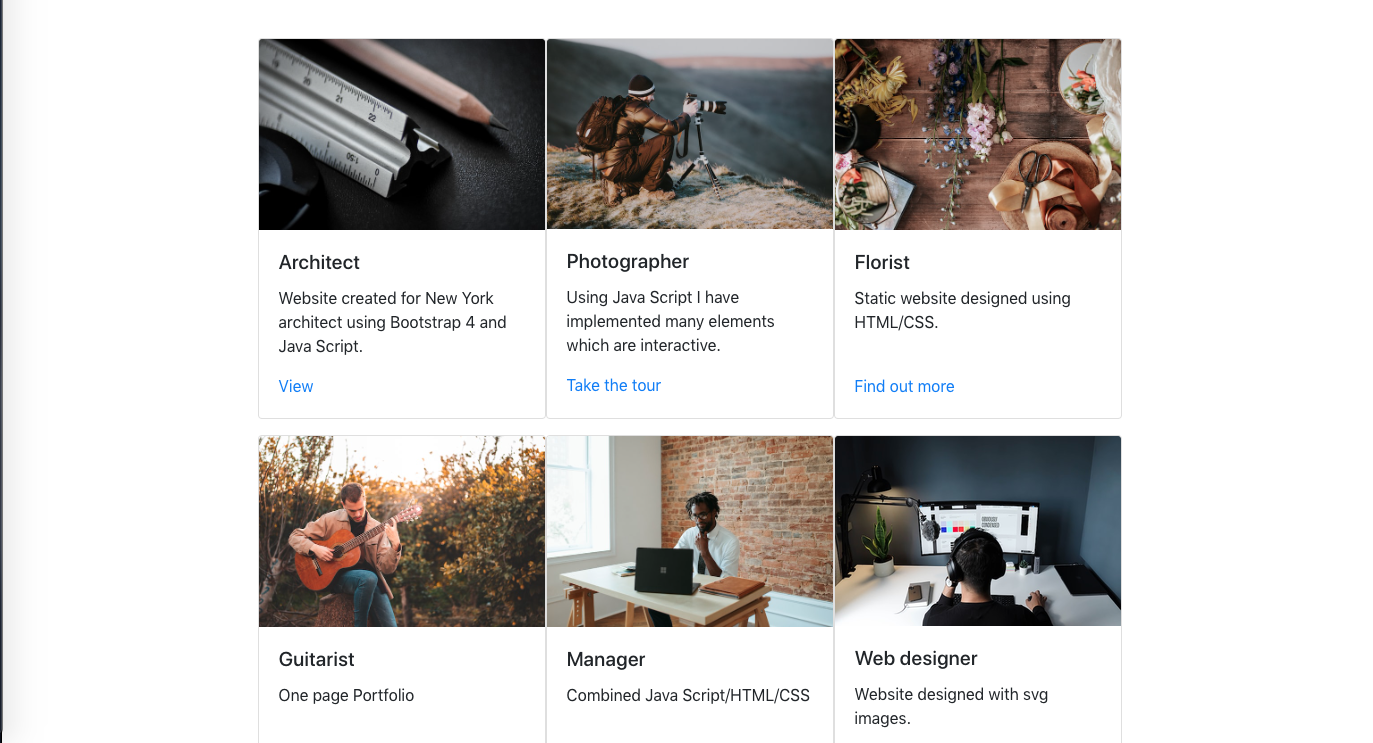 Architect
Website created for New York
architect using Bootstrap 4 and
Java Script.
View
Photographer
Using Java Script I have
implemented many elements
which are interactive.
Take the tour
Florist
Static website designed using
HTML/CSS.
Find out more
Guitarist
One page Portfolio
Manager
Combined Java Script/HTML/CSS
Web designer
Website designed with svg
images.